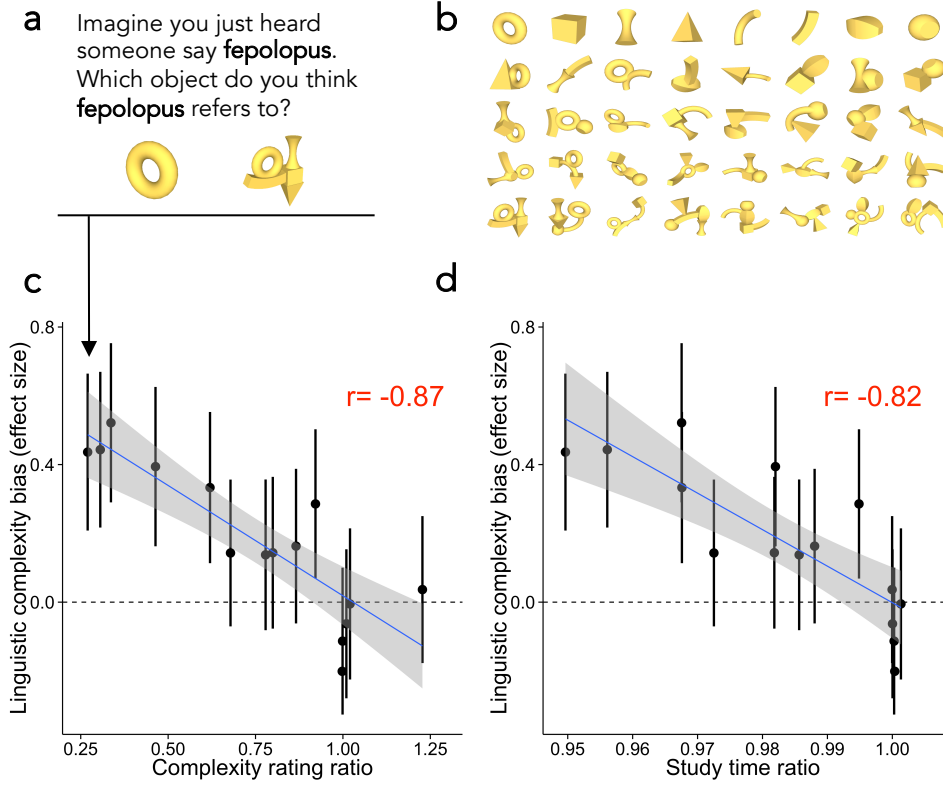 a
Imagine you just heard
someone say fepolopus.
Which object do you think
fepolopus refers to?
b
c
Linguistic complexity bias (effect size)
0.8
0.4
0.0
r= -0.87
0.25 0.50 0.75 1.00 1.25
Complexity rating ratio
d
Linguistic complexity bias (effect size)
0.8
0.4
0.0
r= -0.82
0.95 0.96 0.97 0.98 0.99 1.00
Study time ratio